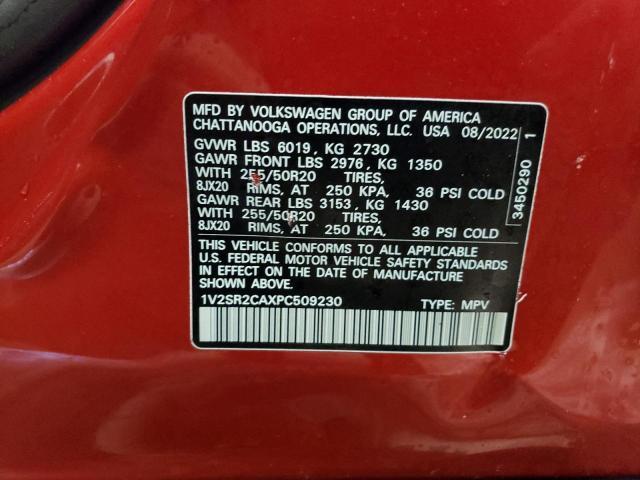 MFD BY VOLKSWAGEN GROUP OF AMERICA
CHATTANOOGA OPERATIONS, LLC. USA 08/2022
GVWR LBS 6019, KG 2730
GAWR FRONT LBS 2976, KG 1350
WITH 255/50R20 TIRES,
8JX20 RIMS, AT 250 KPA, 36 PSI COLD
GAWR REAR LBS 3153, KG 1430
WITH 255/50R20 TIRES,
8JX20 RIMS, AT 250 KPA, 36 PSI COLD
THIS VEHICLE CONFORMS TO ALL APPLICABLE
U.S. FEDERAL MOTOR VEHICLE SAFETY STANDARDS
IN EFFECT ON THE DATE OF MANUFACTURE
SHOWN ABOVE.
1V2SR2CAXPC509230 TYPE: MPV
3450290 1